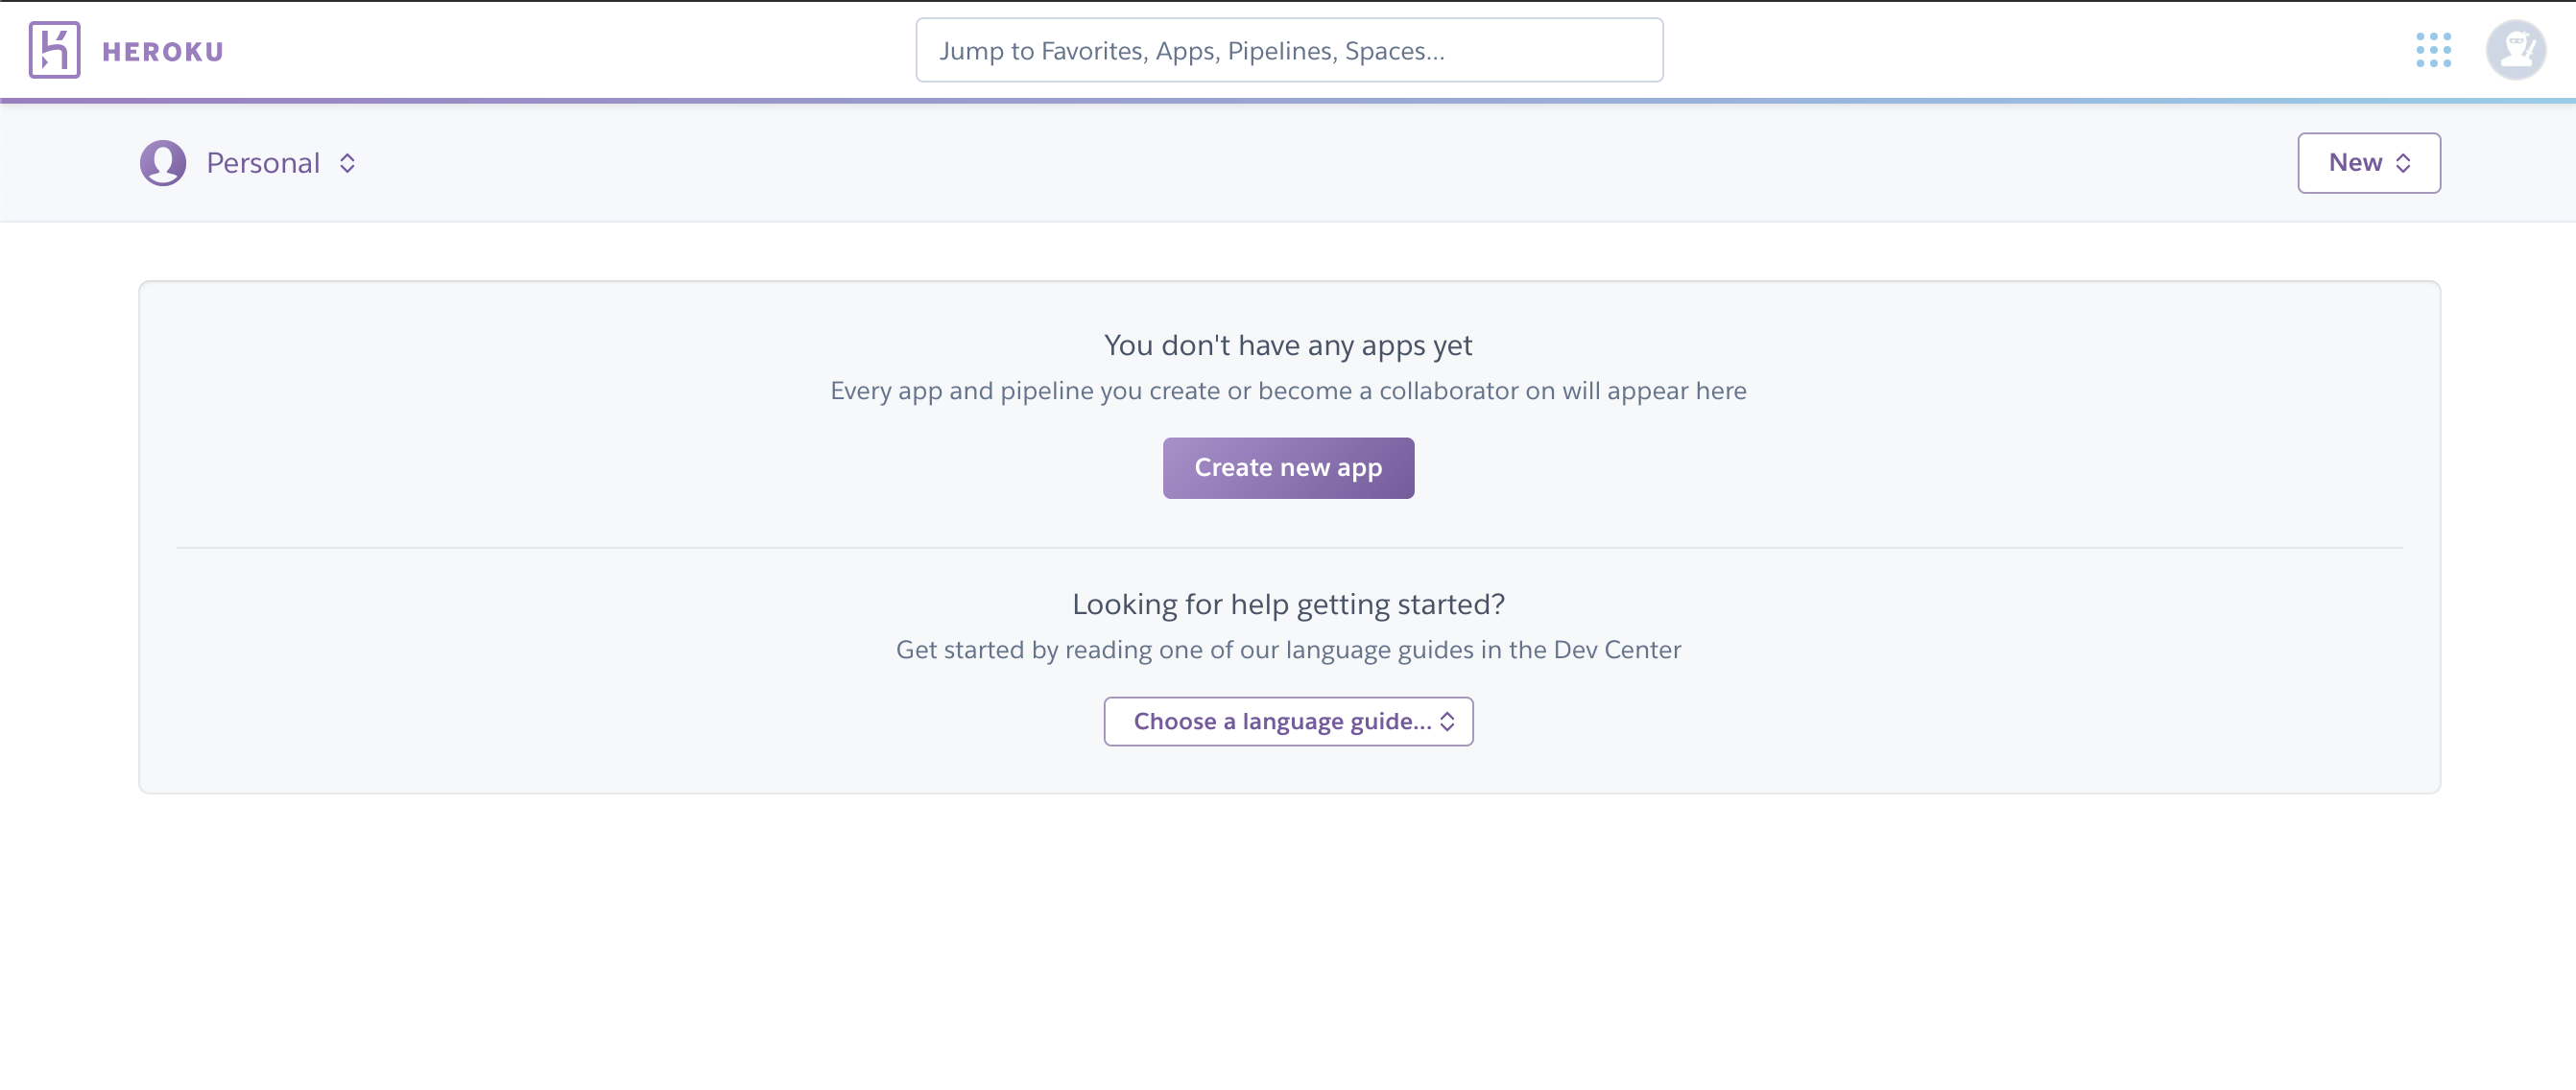 HEROKU
Jump to Favorites, Apps, Pipelines, Spaces...
Personal
New
You don't have any apps yet
Every app and pipeline you create or become a collaborator on will appear here
Create new app
Looking for help getting started?
Get started by reading one of our language guides in the Dev Center
Choose a language guide...